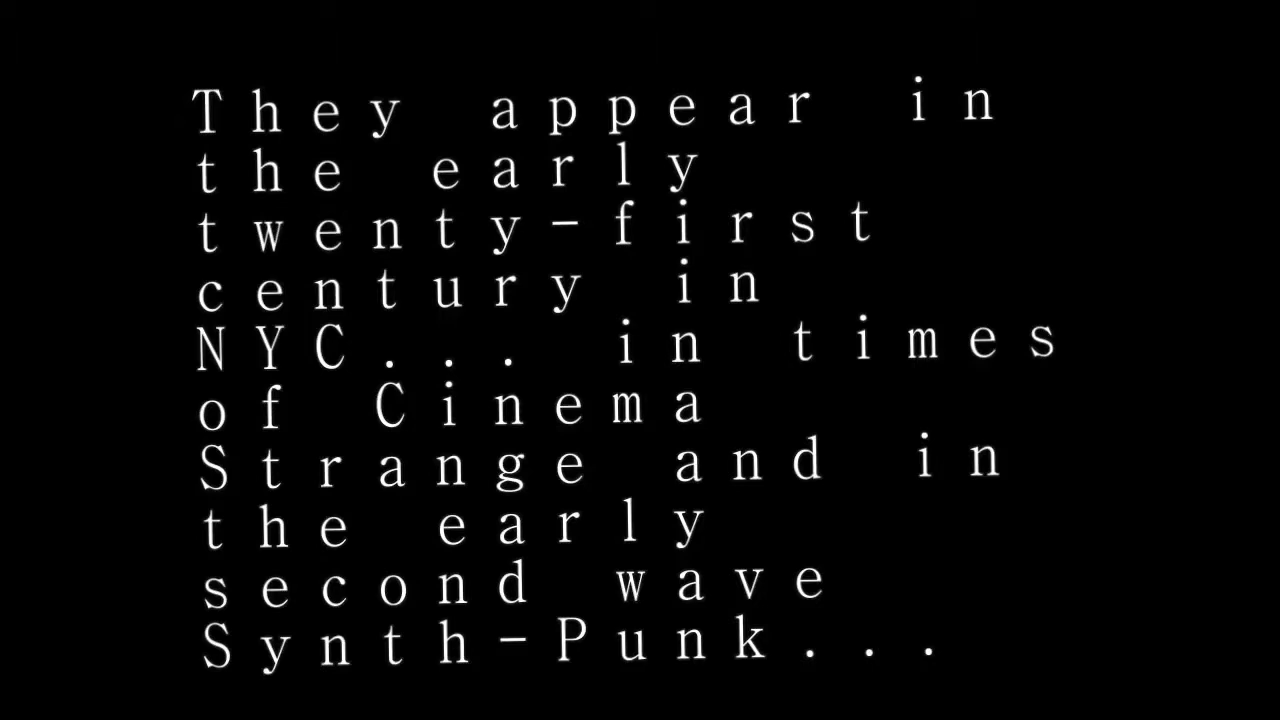 They appear in
the early
twenty-first
century in
NYC... in times
of Cinema
Strange and in
the early
second wave
Synth-Punk...